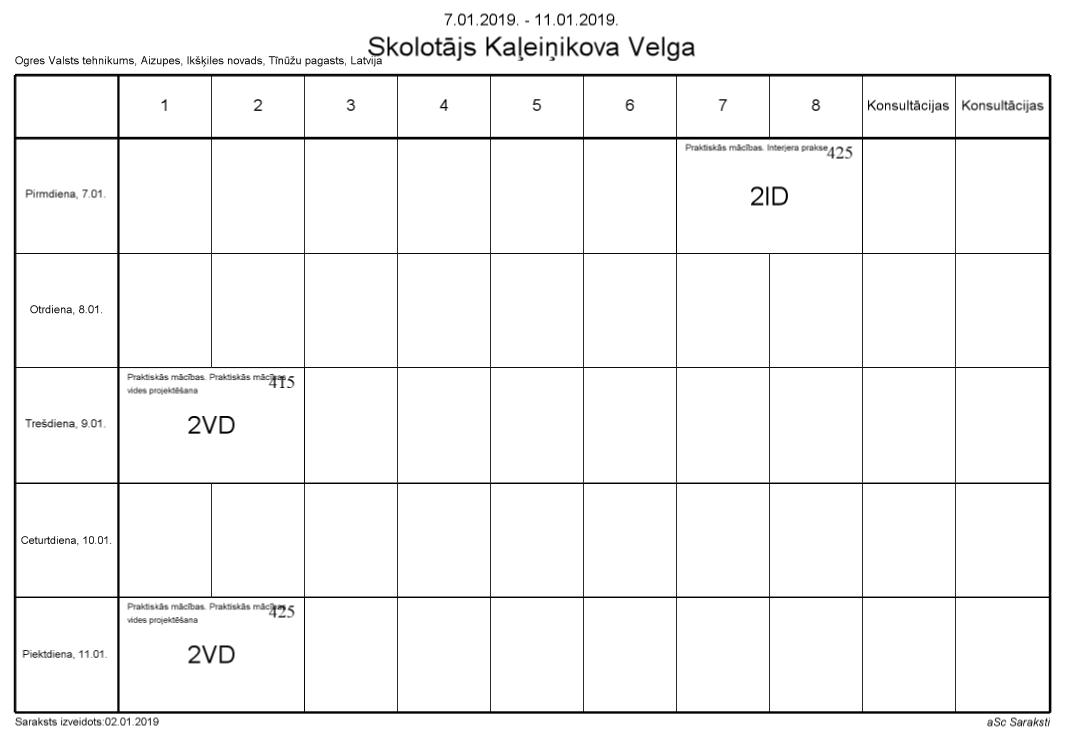 7.01.2019. - 11.01.2019.
Skolotājs Kaļeiņikova Velga
Ogres Valsts tehnikums, Aizupes, Ikšķiles novads, Tīnūžu pagasts, Latvija
1 2 3 4 5 6 7 8 Konsultācijas Konsultācijas
Pirmdiena, 7.01.
Praktiskās mācības. Interjera prakse
425
2ID
Otrdiena, 8.01.
Trešdiena, 9.01.
Praktiskās mācības. Praktiskās mācības
vides projektēšana
415
2VD
Ceturtdiena, 10.01.
Piektdiena, 11.01.
Praktiskās mācības. Praktiskās mācības
vides projektēšana
425
2VD
Saraksts izveidots:02.01.2019
aSc Saraksti